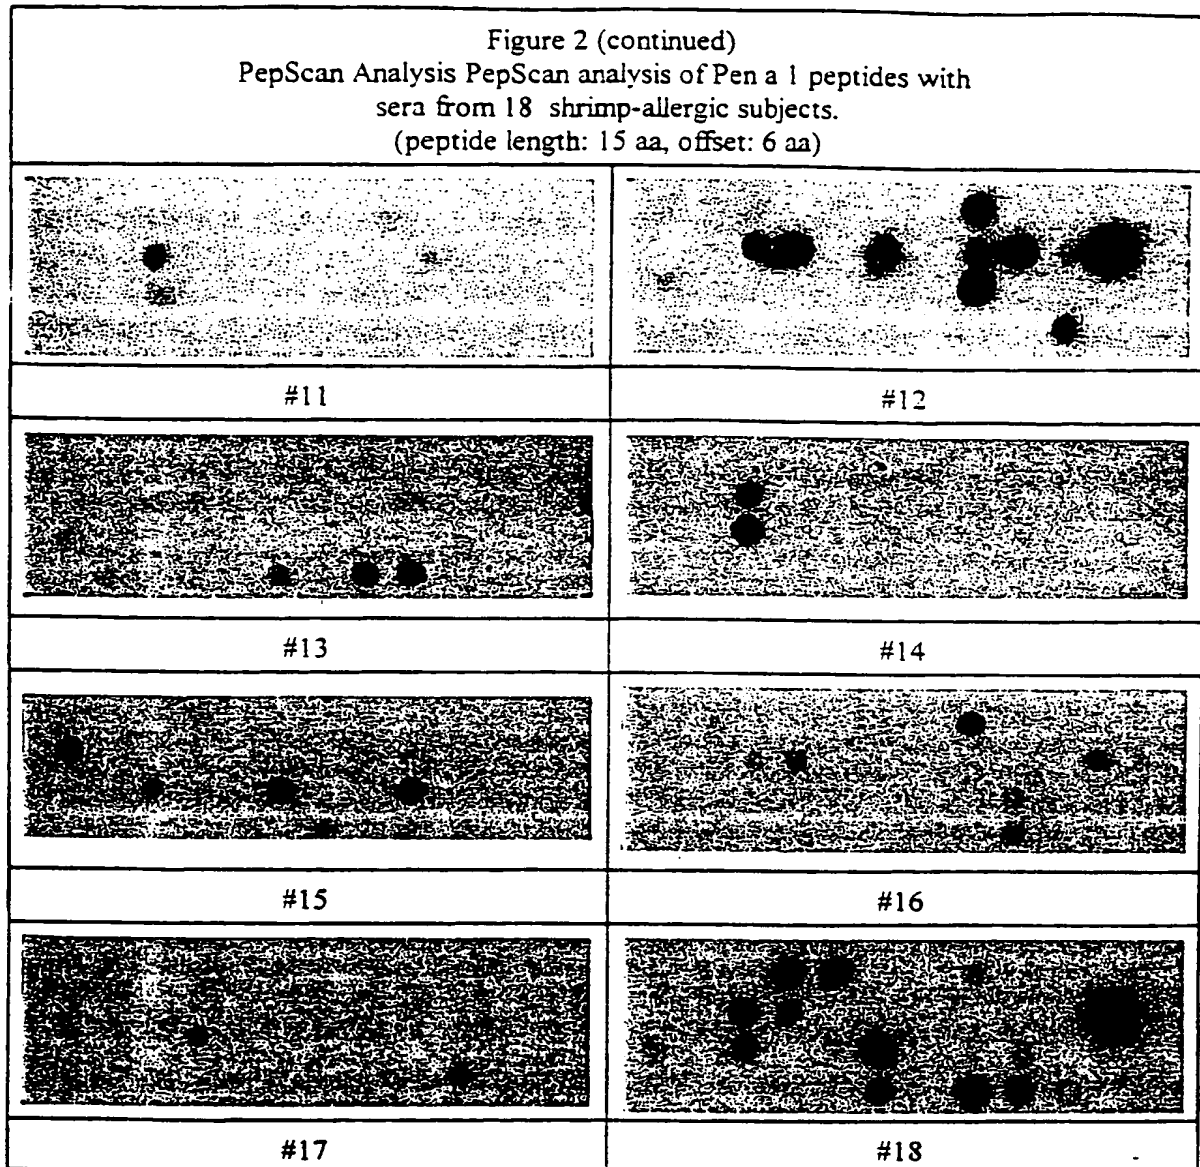 Figure 2 (continued)
PepScan Analysis PepScan analysis of Pen a 1 peptides with
sera from 18 shrimp-allergic subjects.
(peptide length: 15 aa, offset: 6 aa)
#11
#12
#13
#14
#15
#16
#17
#18